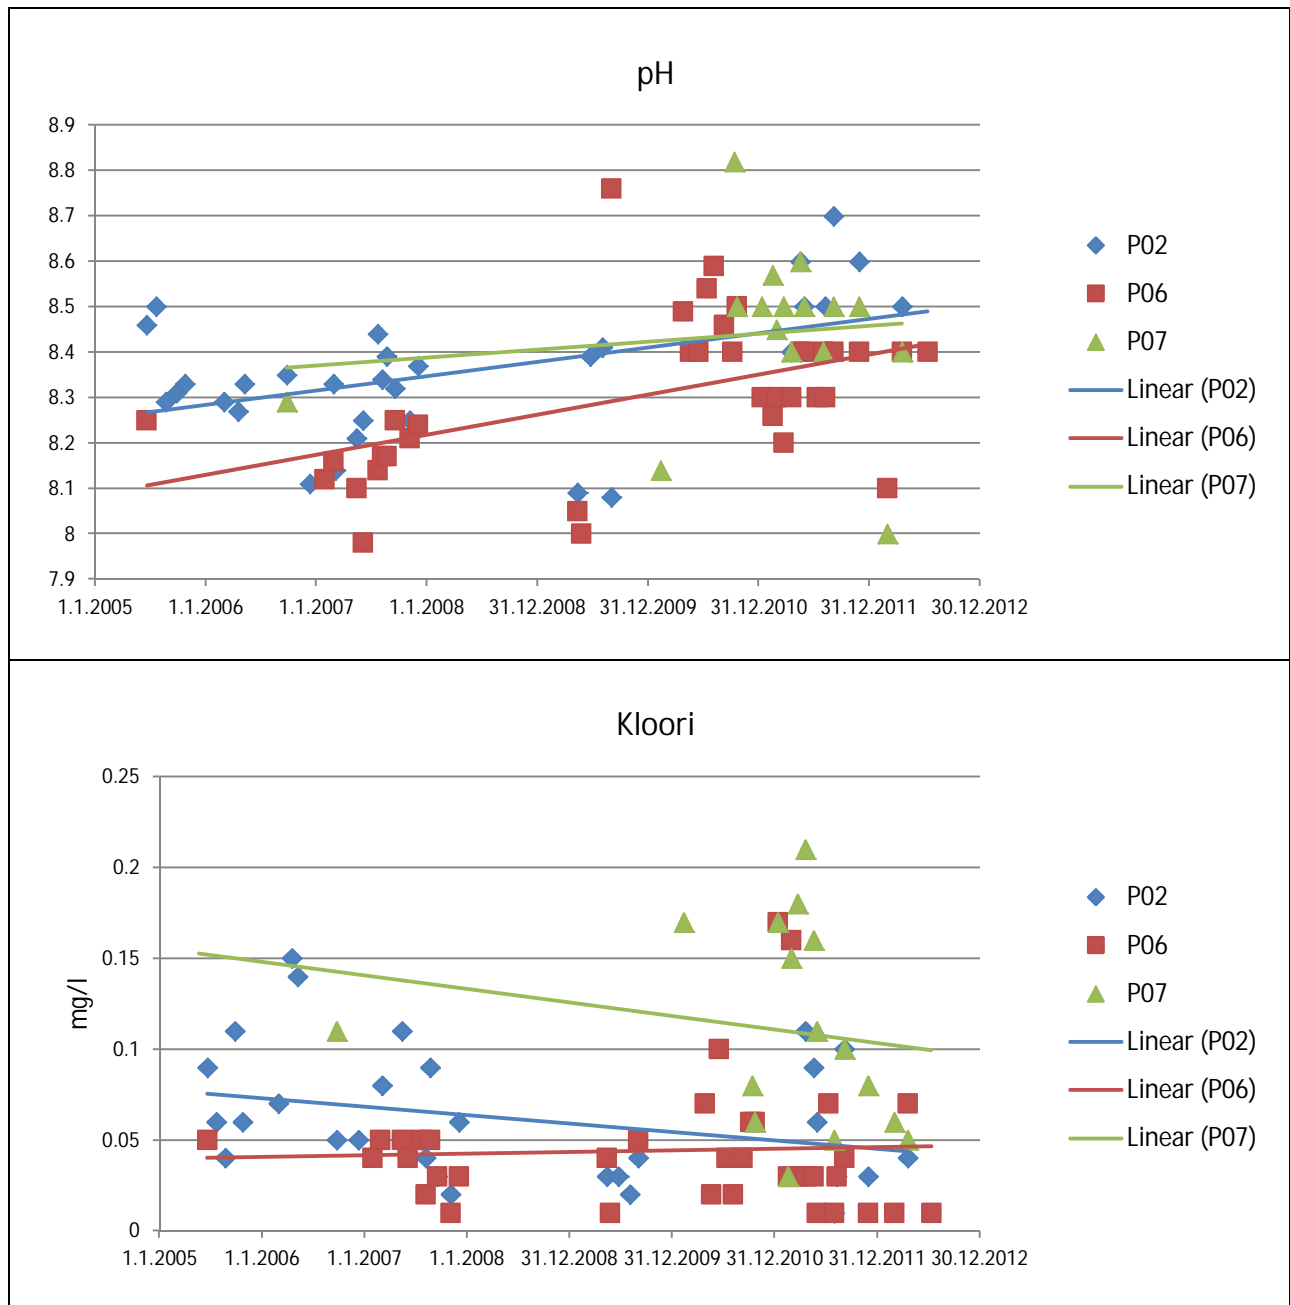 pH
8.9
8.8
8.7
8.6
8.5
8.4
8.3
8.2
8.1
8
7.9
1.1.2005 1.1.2006 1.1.2007 1.1.2008 31.12.2008 31.12.2009 31.12.2010 31.12.2011 30.12.2012
P02
P06
P07
Linear (P02)
Linear (P06)
Linear (P07)
Kloori
mg/l
0.25
0.2
0.15
0.1
0.05
0
1.1.2005 1.1.2006 1.1.2007 1.1.2008 31.12.2008 31.12.2009 31.12.2010 31.12.2011 30.12.2012
P02
P06
P07
Linear (P02)
Linear (P06)
Linear (P07)